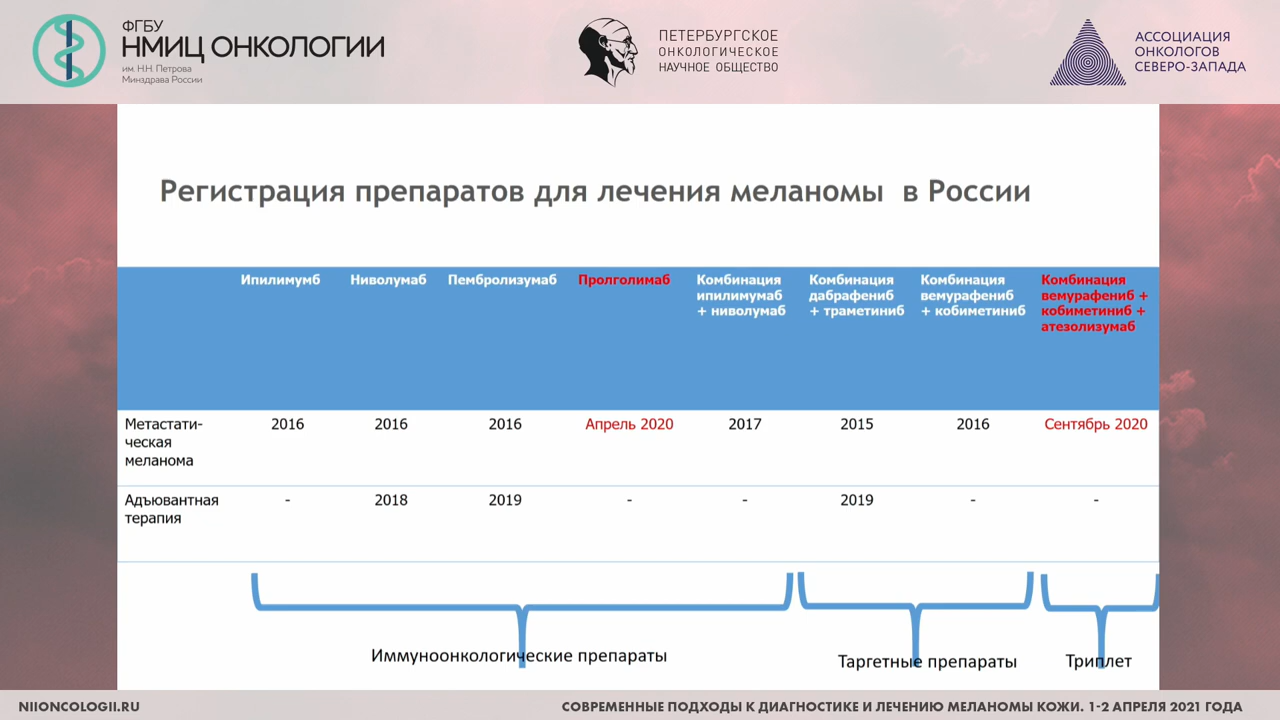 ФГБУ
НМИЦ ОНКОЛОГИИ
им. Н.Н. Петрова
Минздрава России
ПЕТЕРБУРГСКОЕ
ОНКОЛОГИЧЕСКОЕ
НАУЧНОЕ ОБЩЕСТВО
АССОЦИАЦИЯ
ОНКОЛОГОВ
СЕВЕРО-ЗАПАДА
Регистрация препаратов для лечения меланомы в России
Ипилимумб
Ниволумаб
Пембролизумаб
Пролголимаб
Комбинация
ипилимумаб
+ ниволумаб
Комбинация
дабрафениб
+ траметиниб
Комбинация
вемурафениб
+ кобиметиниб
Комбинация
вемурафениб +
кобиметиниб +
атезолизумаб
Метастати-
ческая
меланома
2016
2016
2016
Апрель 2020
2017
2015
2016
Сентябрь 2020
Адъювантная
терапия
-
2018
2019
-
-
2019
-
-
Иммуноонкологические препараты
Таргетные препараты
Триплет
NIIONCOLOGII.RU
СОВРЕМЕННЫЕ ПОДХОДЫ К ДИАГНОСТИКЕ И ЛЕЧЕНИЮ МЕЛАНОМЫ КОЖИ. 1-2 АПРЕЛЯ 2021 ГОДА